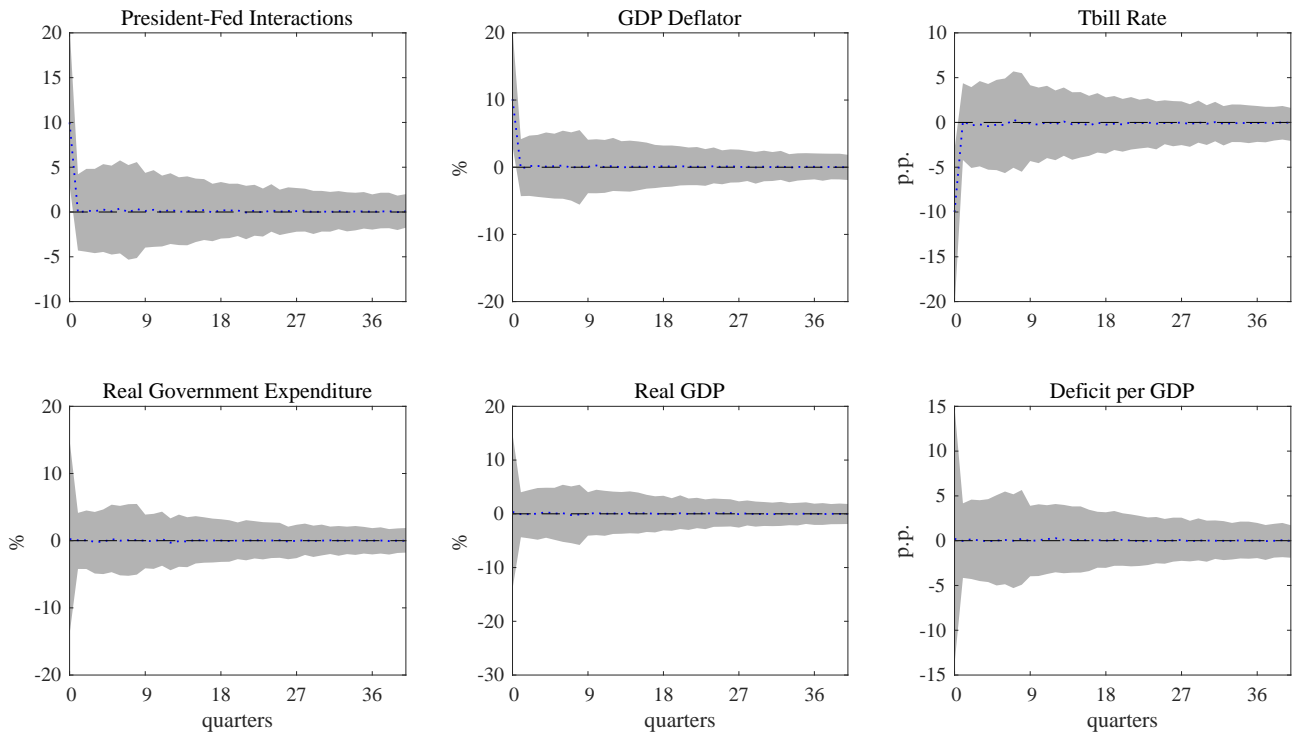 President-Fed Interactions
20
15
10
5
0
-5
-10
0 9 18 27 36
GDP Deflator
%
20
10
0
-10
-20
0 9 18 27 36
Tbill Rate
p.p.
10
5
0
-5
-10
-15
-20
0 9 18 27 36
Real Government Expenditure
%
20
10
0
-10
-20
0 9 18 27 36
quarters
Real GDP
%
20
10
0
-10
-20
-30
0 9 18 27 36
quarters
Deficit per GDP
p.p.
15
10
5
0
-5
-10
-15
0 9 18 27 36
quarters